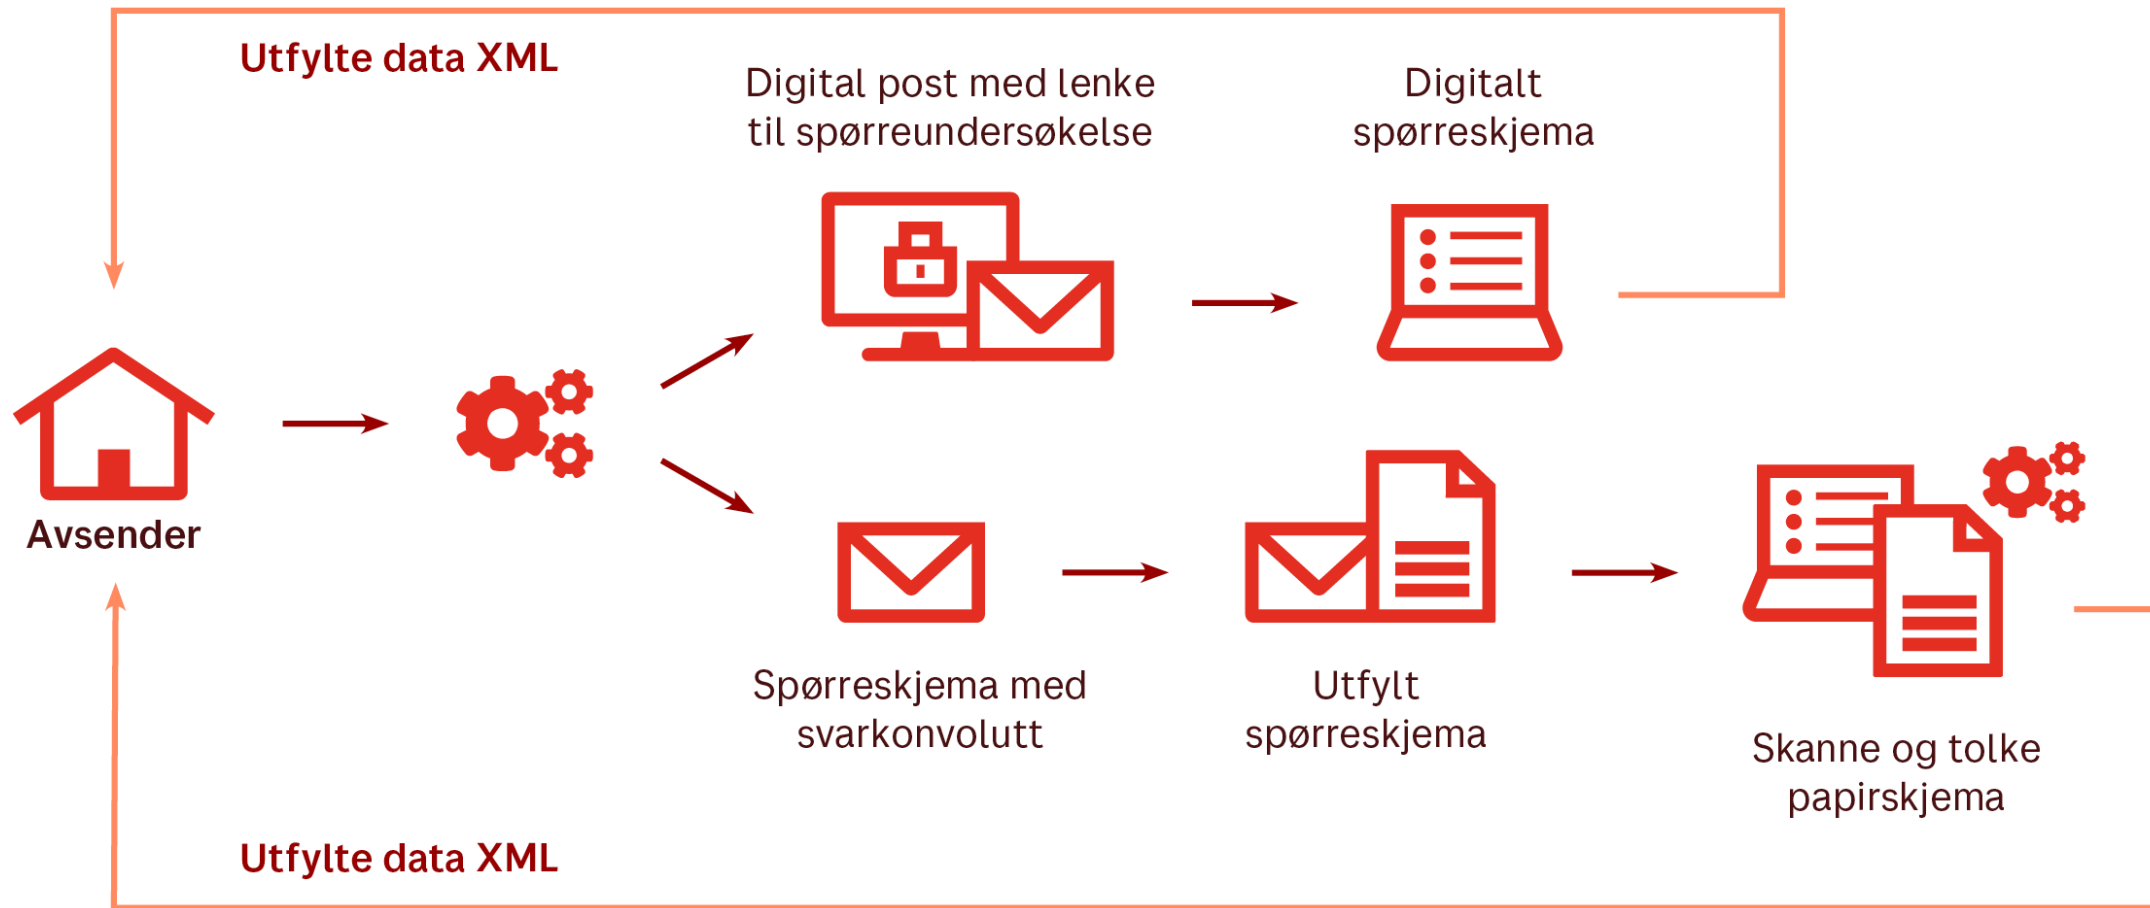 Utfylte data XML
Digital post med lenke
til spørreundersøkelse
Digitalt
spørreskjema
Avsender
Spørreskjema med
svarkonvolutt
Utfylt
spørreskjema
Skanne og tolke
papirskjema
Utfylte data XML